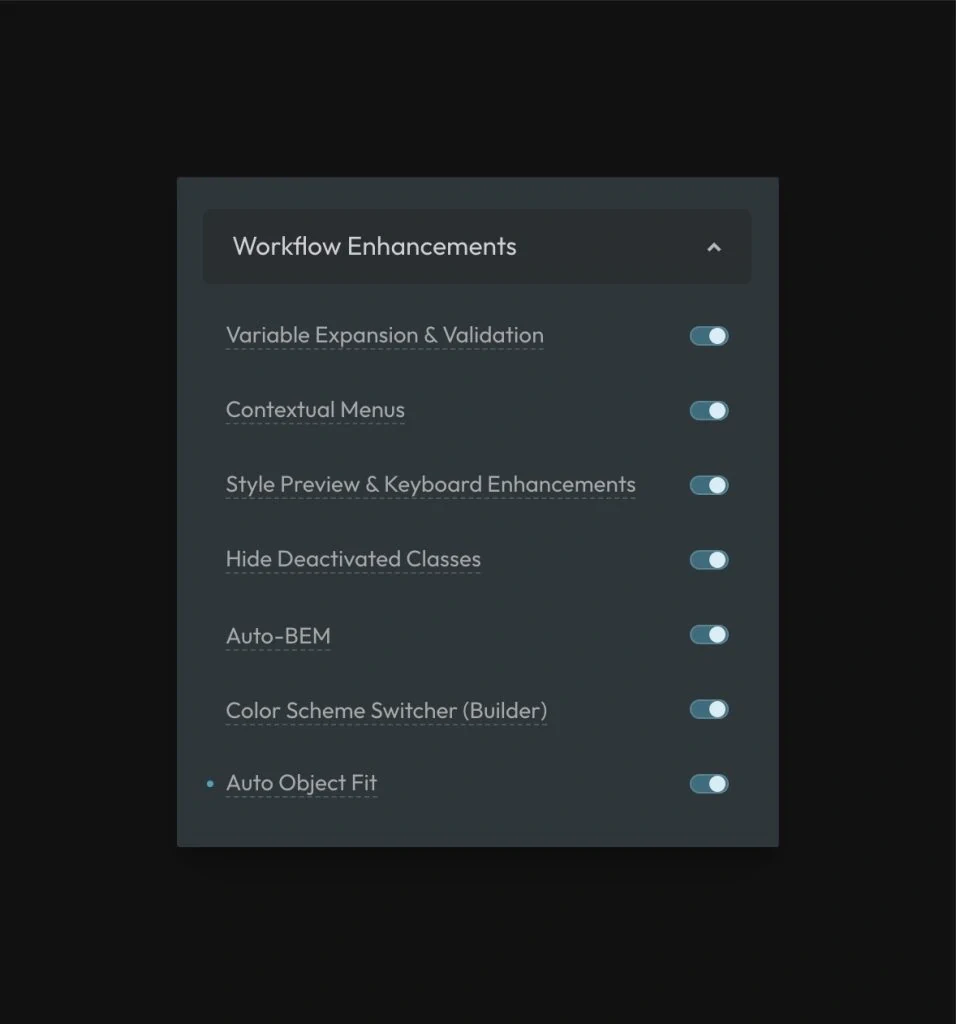 Workflow Enhancements
Variable Expansion & Validation
Contextual Menus
Style Preview & Keyboard Enhancements
Hide Deactivated Classes
Auto-BEM
Color Scheme Switcher (Builder)
Auto Object Fit